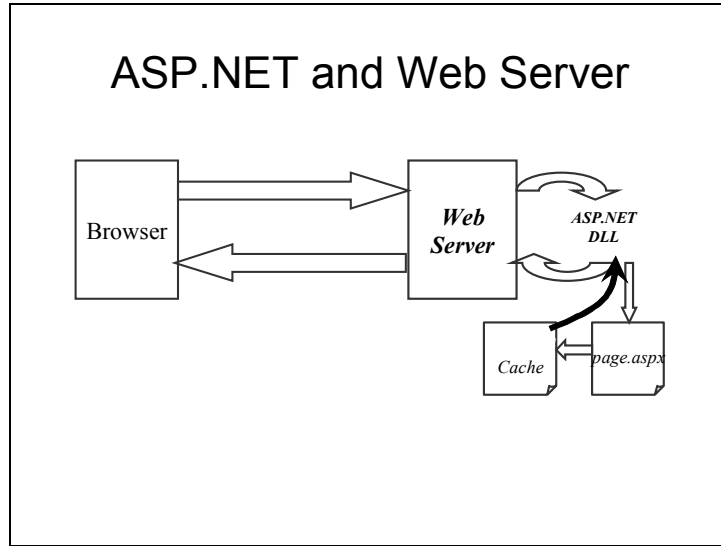 ASP.NET and Web Server
Browser
Web
Server
ASP.NET
DLL
Cache
page.aspx